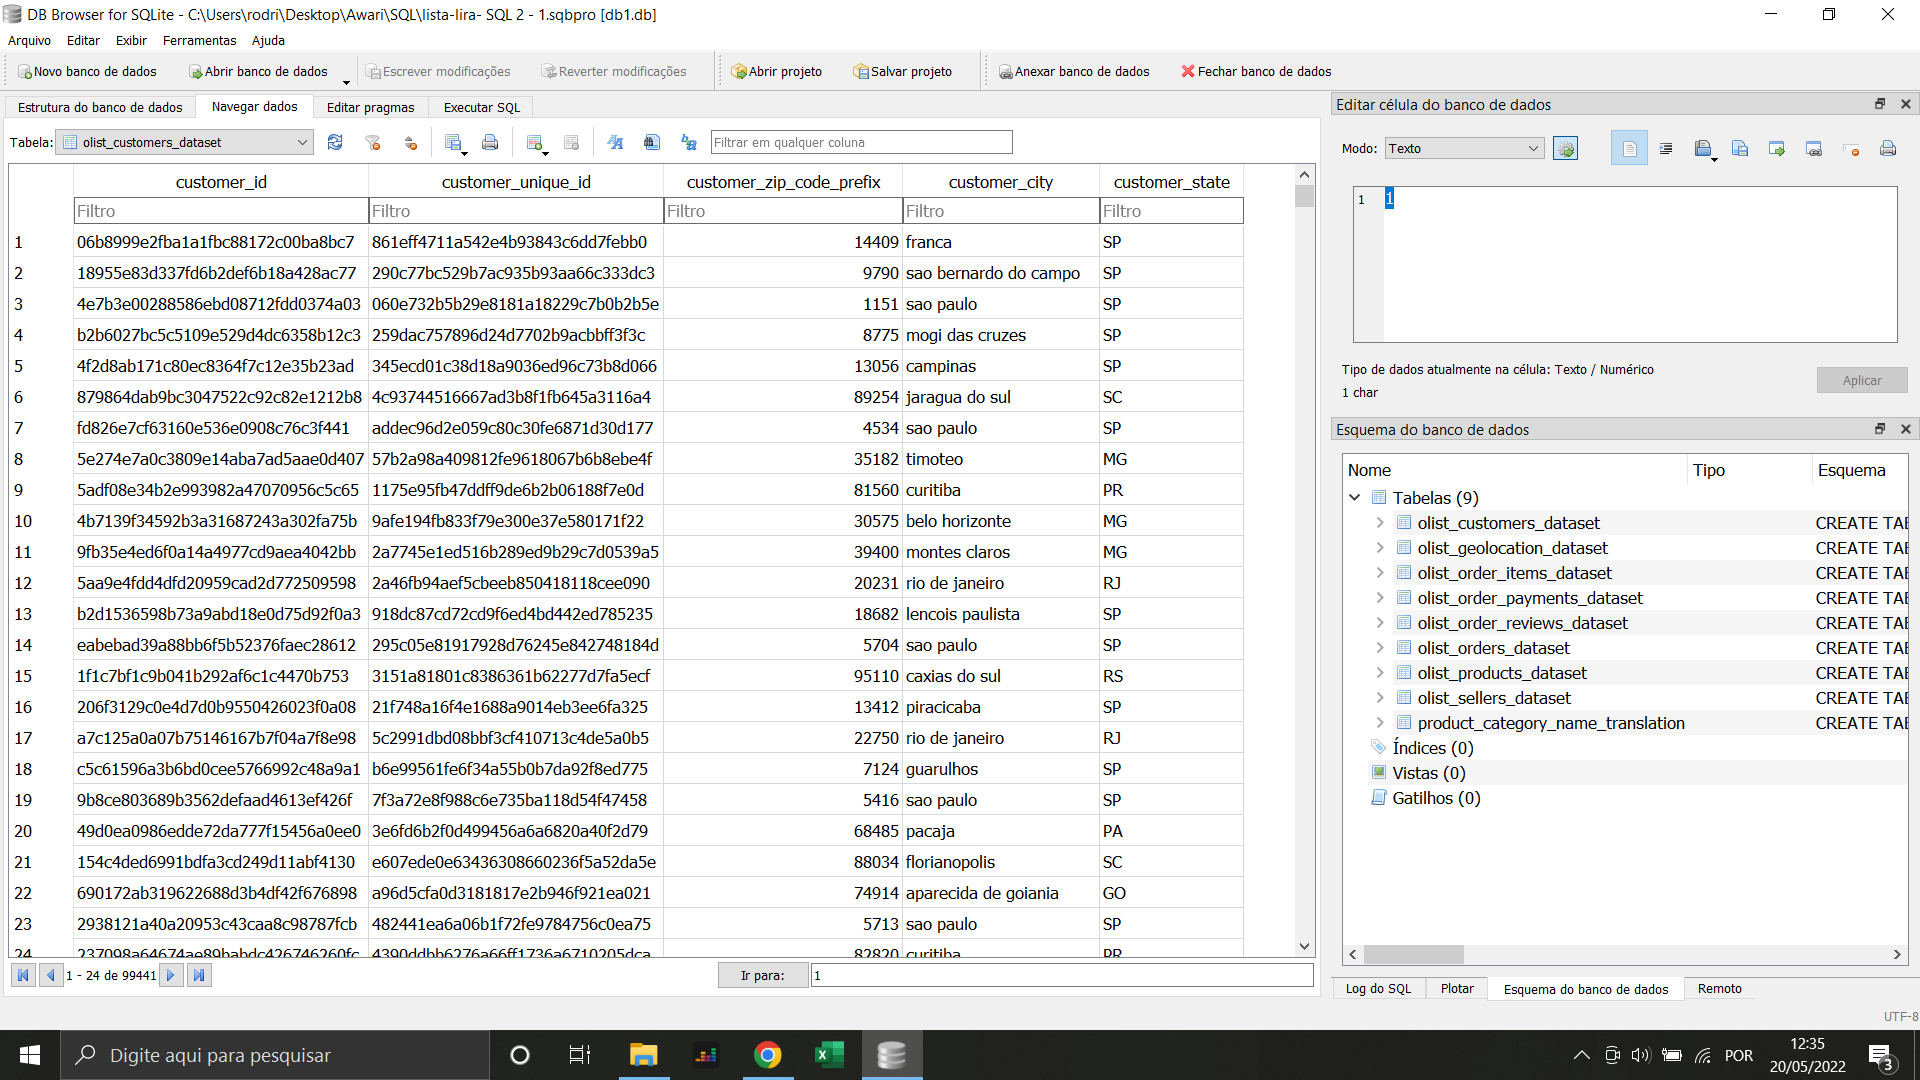 DB Browser for SQLite - C:\Users\rodri\Desktop\Awari\SQL\lista-lira- SQL 2 - 1.sqbpro [db1.db]
Arquivo Editar Exibir Ferramentas Ajuda
Novo banco de dados Abrir banco de dados Escrever modificações Reverter modificações Abrir projeto Salvar projeto Anexar banco de dados Fechar banco de dados
Estrutura do banco de dados Navegar dados Editar pragmas Executar SQL
Tabela: olist_customers_dataset Filtrar em qualquer coluna
customer_id customer_unique_id customer_zip_code_prefix customer_city customer_state
Filtro Filtro Filtro Filtro Filtro
1 06b8999e2fba1a1fbc88172c00ba8bc7 861eff4711a542e4b93843c6dd7febb0 14409 franca SP
2 18955e83d337fd6b2def6b18a428ac77 290c77bc529b7ac935b93aa66c333dc3 9790 sao bernardo do campo SP
3 4e7b3e00288586ebd08712fdd0374a03 060e732b5b29e8181a18229c7b0b2b5e 1151 sao paulo SP
4 b2b6027bc5c5109e529d4dc6358b12c3 259dac757896d24d7702b9acbbff3f3c 8775 mogi das cruzes SP
5 4f2d8ab171c80ec8364f7c12e35b23ad 345ecd01c38d18a9036ed96c73b8d066 13056 campinas SP
6 879864dab9bc3047522c92c82e1212b8 4c93744516667ad3b8f1fb645a3116a4 89254 jaragua do sul SC
7 fd826e7cf63160e536e0908c76c3f441 addec96d2e059c80c30fe6871d30d177 4534 sao paulo SP
8 5e274e7a0c3809e14aba7ad5aae0d407 57b2a98a409812fe9618067b6b8ebe4f 35182 timoteo MG
9 5adf08e34b2e993982a47070956c5c65 1175e95fb47ddff9de6b2b06188f7e0d 81560 curitiba PR
10 4b7139f34592b3a31687243a302fa75b 9afe194fb833f79e300e37e580171f22 30575 belo horizonte MG
11 9fb35e4ed6f0a14a4977cd9aea4042bb 2a7745e1ed516b289ed9b29c7d0539a5 39400 montes claros MG
12 5aa9e4fdd4dfd20959cad2d772509598 2a46fb94aef5cbeeb850418118cee090 20231 rio de janeiro RJ
13 b2d1536598b73a9abd18e0d75d92f0a3 918dc87cd72cd9f6ed4bd442ed785235 18682 lencois paulista SP
14 eabebad39a88bb6f5b52376faec28612 295c05e81917928d76245e842748184d 5704 sao paulo SP
15 1f1c7bf1c9b041b292af6c1c4470b753 3151a81801c8386361b62277d7fa5ecf 95110 caxias do sul RS
16 206f3129c0e4d7d0b9550426023f0a08 21f748a16f4e1688a9014eb3ee6fa325 13412 piracicaba SP
17 a7c125a0a07b75146167b7f04a7f8e98 5c2991dbd08bbf3cf410713c4de5a0b5 22750 rio de janeiro RJ
18 c5c61596a3b6bd0cee5766992c48a9a1 b6e99561fe6f34a55b0b7da92f8ed775 7124 guarulhos SP
19 9b8ce803689b3562defaad4613ef426f 7f3a72e8f988c6e735ba118d54f47458 5416 sao paulo SP
20 49d0ea0986edde72da777f15456a0ee0 3e6fd6b2f0d499456a6a6820a40f2d79 68485 pacaja PA
21 154c4ded6991bdfa3cd249d11abf4130 e607ede0e63436308660236f5a52da5e 88034 florianopolis SC
22 690172ab319622688d3b4df42f676898 a96d5cfa0d3181817e2b946f921ea021 74914 aparecida de goiania GO
23 2938121a40a20953c43caa8c98787fcb 482441ea6a06b1f72fe9784756c0ea75 5713 sao paulo SP
24 237098a64674ae89babdc426746260fc 4390ddbb6276a66ff1736a6710205dca 82820 curitiba PR
1 - 24 de 99441 Ir para: 1
Editar célula do banco de dados
Modo: Texto
1 1
Tipo de dados atualmente na célula: Texto / Numérico
1 char
Aplicar
Esquema do banco de dados
Nome Tipo Esquema
Tabelas (9)
olist_customers_dataset CREATE TAB
olist_geolocation_dataset CREATE TAB
olist_order_items_dataset CREATE TAB
olist_order_payments_dataset CREATE TAB
olist_order_reviews_dataset CREATE TAB
olist_orders_dataset CREATE TAB
olist_products_dataset CREATE TAB
olist_sellers_dataset CREATE TAB
product_category_name_translation CREATE TAB
Índices (0)
Vistas (0)
Gatilhos (0)
Log do SQL Plotar Esquema do banco de dados Remoto
UTF-8
Digite aqui para pesquisar
POR
12:35
20/05/2022
3